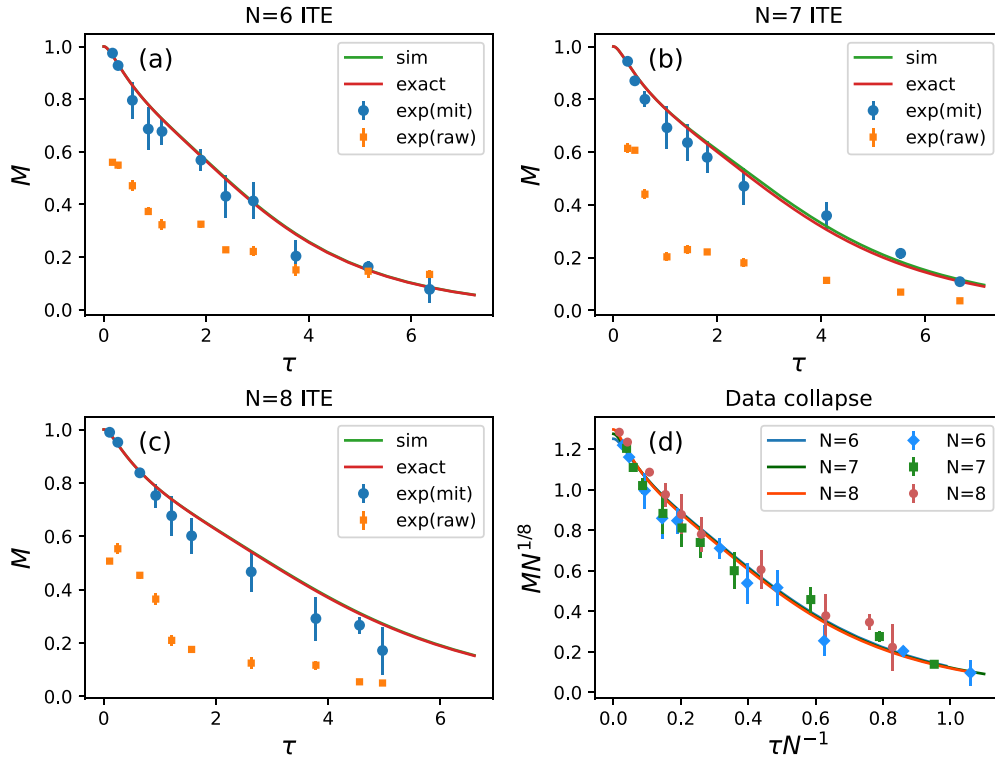 N=6 ITE
(a)
sim
exact
exp(mit)
exp(raw)
M
1.0
0.8
0.6
0.4
0.2
0.0
0 2 4 6
τ
N=7 ITE
(b)
sim
exact
exp(mit)
exp(raw)
M
1.0
0.8
0.6
0.4
0.2
0.0
0 2 4 6
τ
N=8 ITE
(c)
sim
exact
exp(mit)
exp(raw)
M
1.0
0.8
0.6
0.4
0.2
0.0
0 2 4 6
τ
Data collapse
(d)
N=6 N=6
N=7 N=7
N=8 N=8
MN^{1/8}
1.2
1.0
0.8
0.6
0.4
0.2
0.0
0.0 0.2 0.4 0.6 0.8 1.0
τN^{−1}